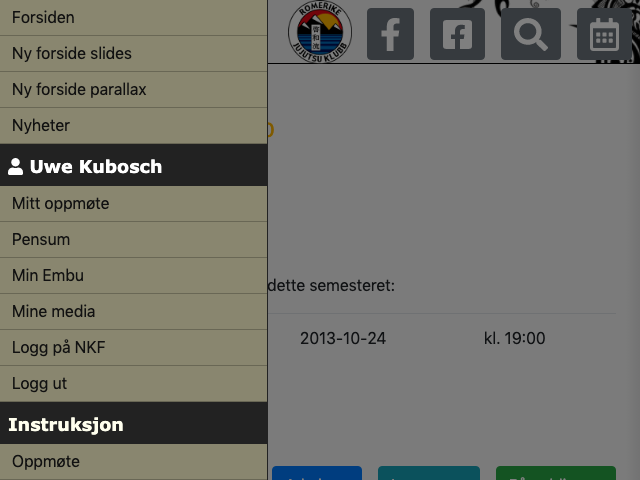 Forsiden
Ny forside slides
Ny forside parallax
Nyheter
Uwe Kubosch
Mitt oppmøte
Pensum
Min Embu
Mine media
Logg på NKF
Logg ut
Instruksjon
Oppmøte
ROMERIKE
JUJUTSU KLUBB
dette semesteret:
2013-10-24 kl. 19:00